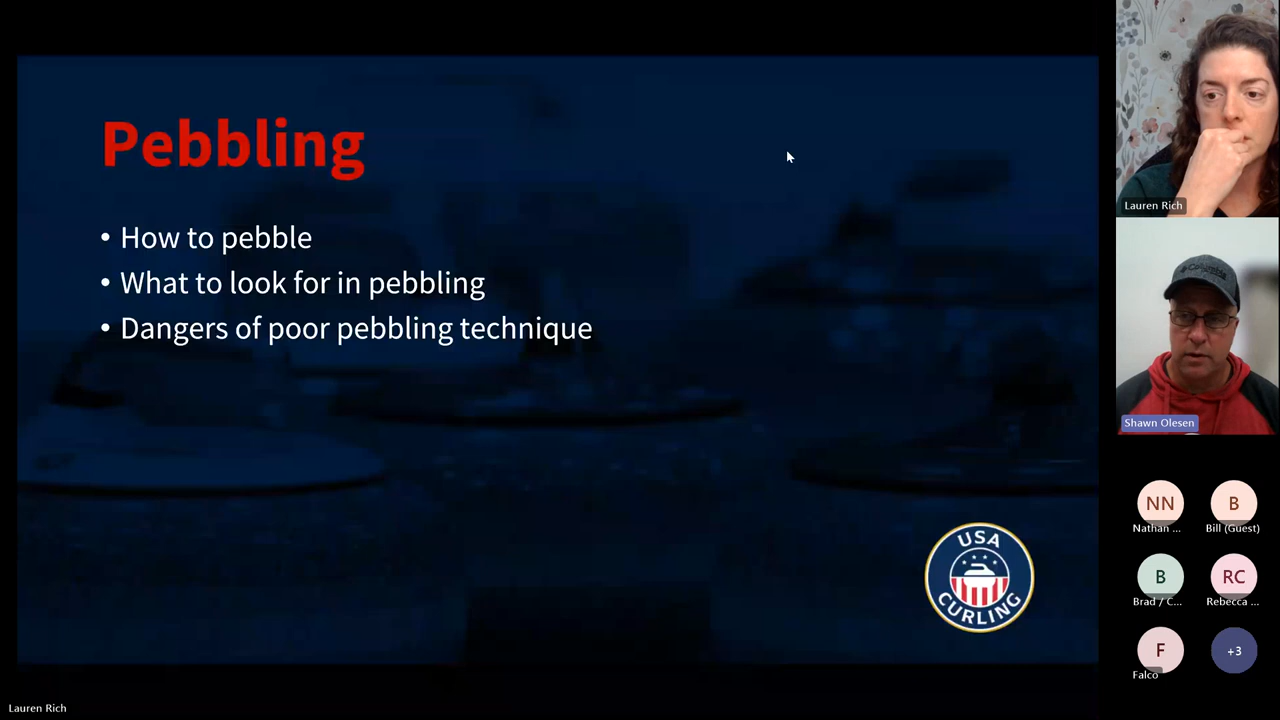 Pebbling
• How to pebble
• What to look for in pebbling
• Dangers of poor pebbling technique
USA
CURLING
Lauren Rich
Columbia
Lauren Rich
Shawn Olesen
NN
Nathan ...
B
Bill (Guest)
B
Brad / C...
RC
Rebecca ...
F
Falco
+3